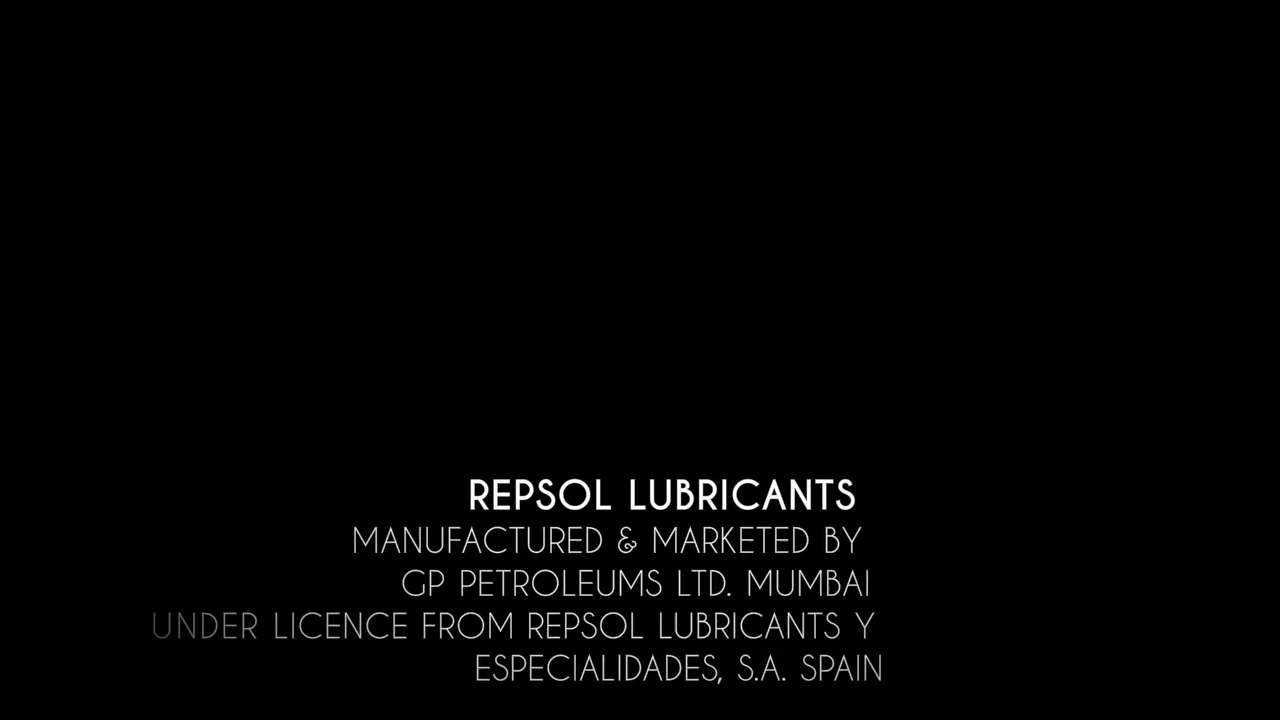 REPSOL LUBRICANTS
MANUFACTURED & MARKETED BY
GP PETROLEUMS LTD. MUMBAI
UNDER LICENCE FROM REPSOL LUBRICANTS Y
ESPECIALIDADES, S.A. SPAIN